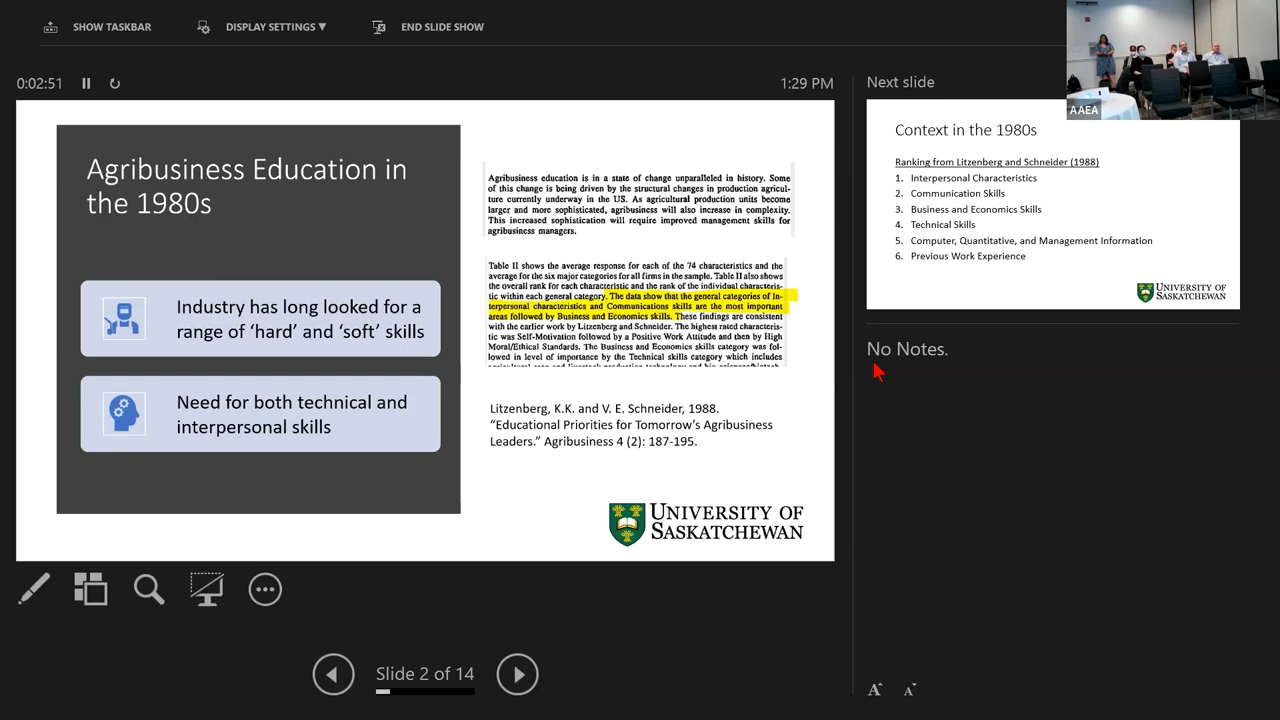 SHOW TASKBAR
DISPLAY SETTINGS ▼
END SLIDE SHOW
0:02:51
1:29 PM
Agribusiness Education in
the 1980s
Industry has long looked for a
range of ‘hard’ and ‘soft’ skills
Need for both technical and
interpersonal skills
Agribusiness education is in a state of change unparalleled in history. Some
of this change is being driven by the structural changes in production agricul-
ture currently underway in the US. As agricultural production units become
larger and more sophisticated, agribusiness will also increase in complexity.
This increased sophistication will require improved management skills for
agribusiness managers.
Table II shows the average response for each of the 74 characteristics and the
average for the six major categories for all firms in the sample. Table II also shows
the overall rank for each characteristic and the rank of the individual characteris-
tic within each general category. The data show that the general categories of In-
terpersonal characteristics and Communications skills are the most important
areas followed by Business and Economics skills. These findings are consistent
with the earlier work by Litzenberg and Schneider. The highest rated characteris-
tic was Self-Motivation followed by a Positive Work Attitude and then by High
Moral/Ethical Standards. The Business and Economics skills category was fol-
lowed in level of importance by the Technical skills category which includes
Litzenberg, K.K. and V. E. Schneider, 1988.
“Educational Priorities for Tomorrow’s Agribusiness
Leaders.” Agribusiness 4 (2): 187-195.
UNIVERSITY OF
SASKATCHEWAN
Slide 2 of 14
Next slide
AAEA
Context in the 1980s
Ranking from Litzenberg and Schneider (1988)
1. Interpersonal Characteristics
2. Communication Skills
3. Business and Economics Skills
4. Technical Skills
5. Computer, Quantitative, and Management Information
6. Previous Work Experience
UNIVERSITY OF
SASKATCHEWAN
No Notes.
A A